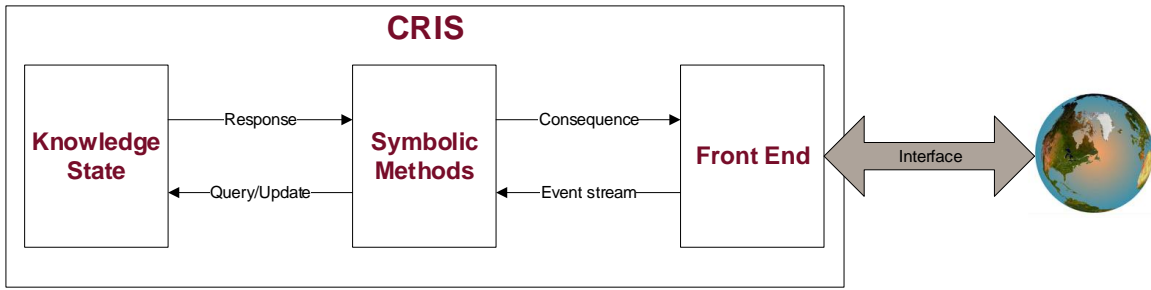 CRIS
Knowledge
State
Response
Query/Update
Symbolic
Methods
Consequence
Event stream
Front End
Interface